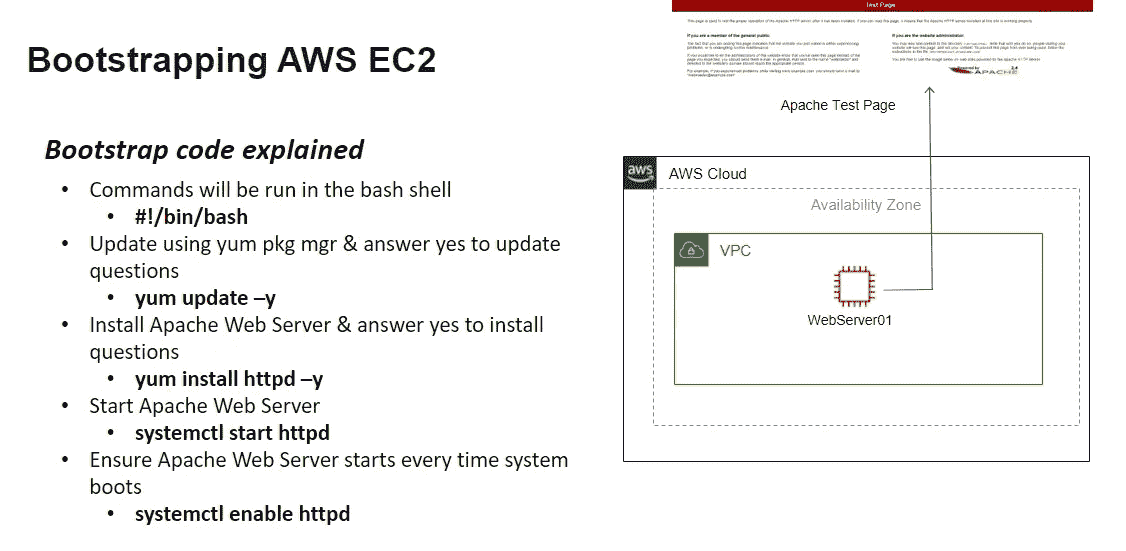 Bootstrapping AWS EC2
Bootstrap code explained
• Commands will be run in the bash shell
• #!/bin/bash
• Update using yum pkg mgr & answer yes to update
questions
• yum update –y
• Install Apache Web Server & answer yes to install
questions
• yum install httpd –y
• Start Apache Web Server
• systemctl start httpd
• Ensure Apache Web Server starts every time system
boots
• systemctl enable httpd
Test Page
This page is used to test the proper operation of the Apache HTTP server after it has been installed. If you can read this page, it means that the Apache HTTP server installed at this site is working properly.
If you are a member of the general public:
If you are the website administrator:
APACHE
2.4
Apache Test Page
aws
AWS Cloud
Availability Zone
VPC
WebServer01